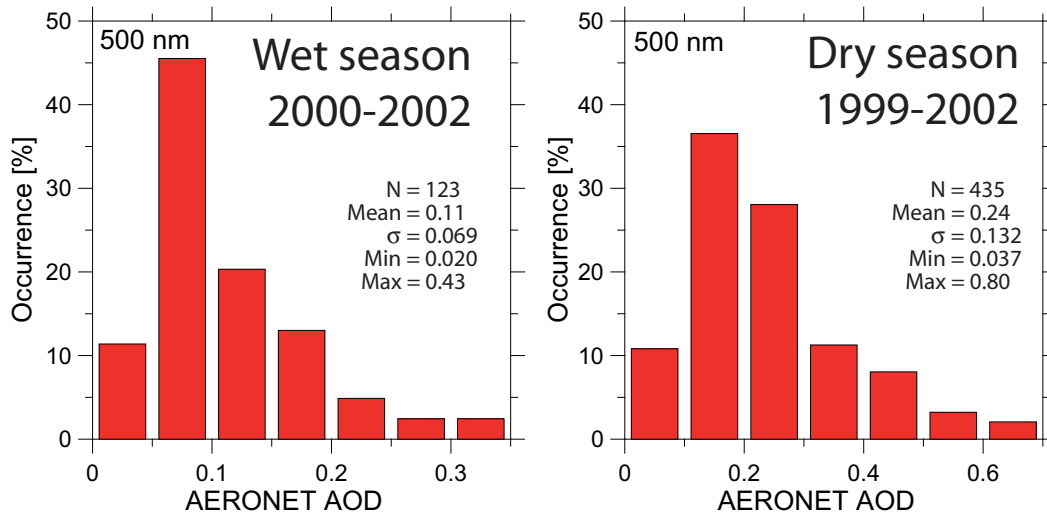 500 nm
Wet season
2000-2002
N = 123
Mean = 0.11
σ = 0.069
Min = 0.020
Max = 0.43
Occurrence [%]
50
40
30
20
10
0
0 0.1 0.2 0.3
AERONET AOD
500 nm
Dry season
1999-2002
N = 435
Mean = 0.24
σ = 0.132
Min = 0.037
Max = 0.80
Occurrence [%]
50
40
30
20
10
0
0 0.2 0.4 0.6
AERONET AOD